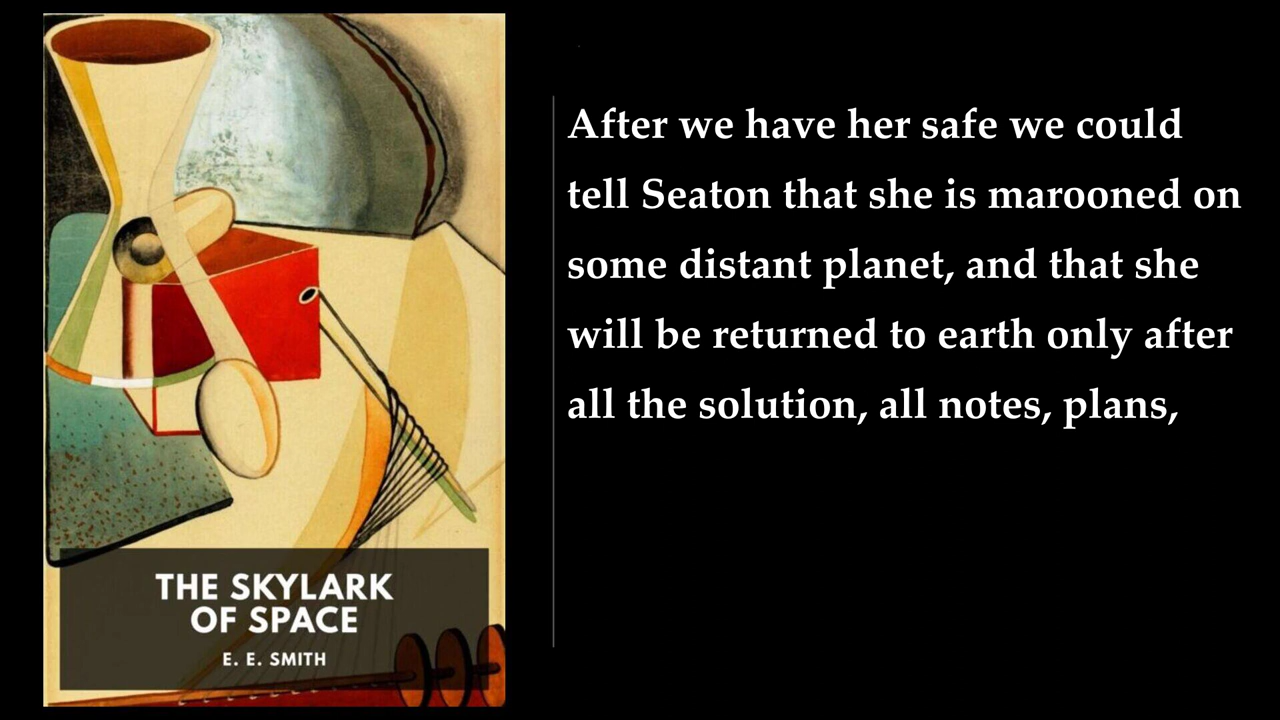 THE SKYLARK
OF SPACE
E. E. SMITH
After we have her safe we could
tell Seaton that she is marooned on
some distant planet, and that she
will be returned to earth only after
all the solution, all notes, plans,